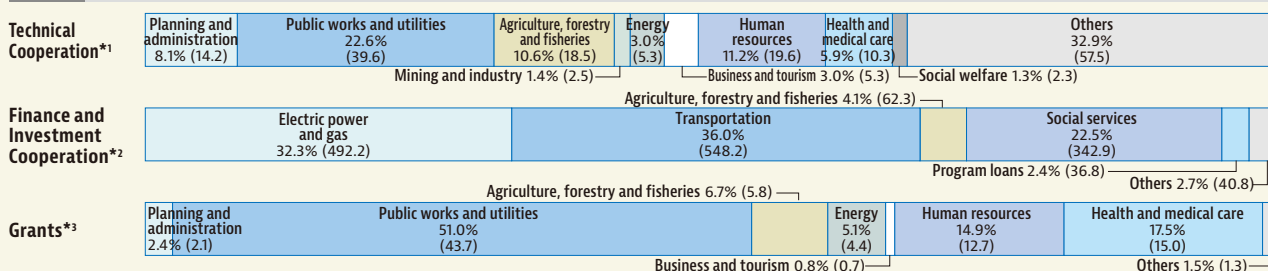 Technical
Cooperation*1
Planning and
administration
8.1% (14.2)
Public works and utilities
22.6%
(39.6)
Agriculture, forestry
and fisheries
10.6% (18.5)
Energy
3.0%
(5.3)
Human
resources
11.2% (19.6)
Health and
medical care
5.9% (10.3)
Others
32.9%
(57.5)
Mining and industry 1.4% (2.5)
Business and tourism 3.0% (5.3)
Social welfare 1.3% (2.3)
Agriculture, forestry and fisheries 4.1% (62.3)
Finance and
Investment
Cooperation*2
Electric power
and gas
32.3% (492.2)
Transportation
36.0%
(548.2)
Social services
22.5%
(342.9)
Program loans 2.4% (36.8)
Others 2.7% (40.8)
Agriculture, forestry and fisheries 6.7% (5.8)
Grants*3
Planning and
administration
2.4% (2.1)
Public works and utilities
51.0%
(43.7)
Energy
5.1%
(4.4)
Human resources
14.9%
(12.7)
Health and medical care
17.5%
(15.0)
Business and tourism 0.8% (0.7)
Others 1.5% (1.3)